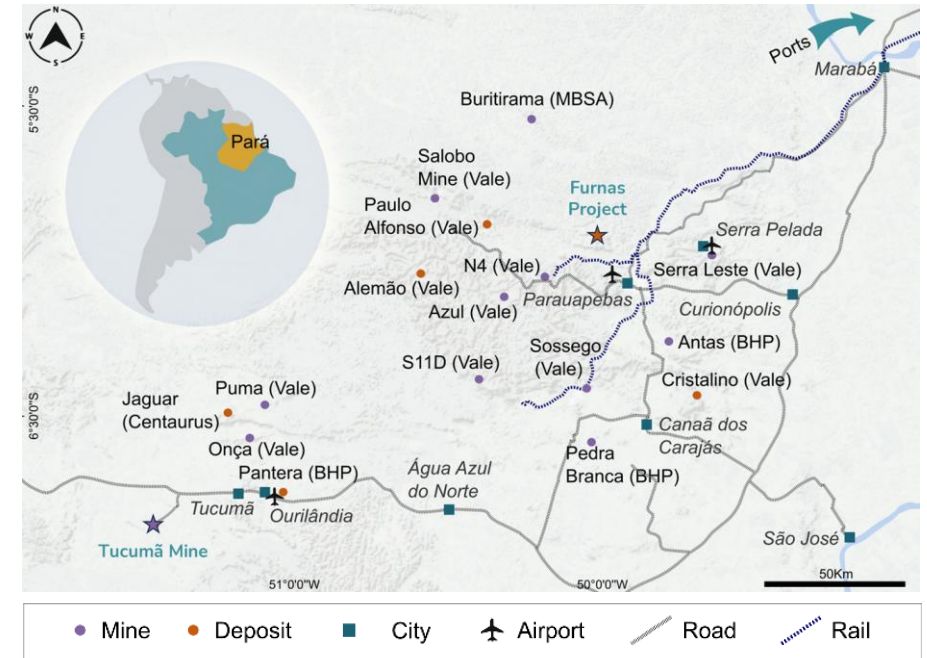 N
W
E
S
Ports
Marabá
5°30'0"S
Buritirama (MBSA)
Pará
Salobo
Mine (Vale)
Furnas
Project
Paulo
Alfonso (Vale)
Serra Pelada
N4 (Vale)
Serra Leste (Vale)
Alemão (Vale)
Parauapebas
Azul (Vale)
Curionópolis
Sossego
(Vale)
Antas (BHP)
S11D (Vale)
Cristalino (Vale)
Puma (Vale)
Jaguar
(Centaurus)
6°30'0"S
Onça (Vale)
Canaã dos
Carajás
Pedra
Branca (BHP)
Pantera (BHP)
Água Azul
do Norte
Tucumã
Ourilândia
Tucumã Mine
São José
51°0'0"W
50°0'0"W
50Km
Mine
Deposit
City
Airport
Road
Rail